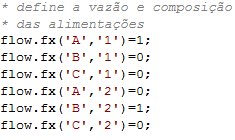 * define a vazão e composição
* das alimentações
flow.fx('A','1')=1;
flow.fx('B','1')=0;
flow.fx('C','1')=0;
flow.fx('A','2')=0;
flow.fx('B','2')=1;
flow.fx('C','2')=0;